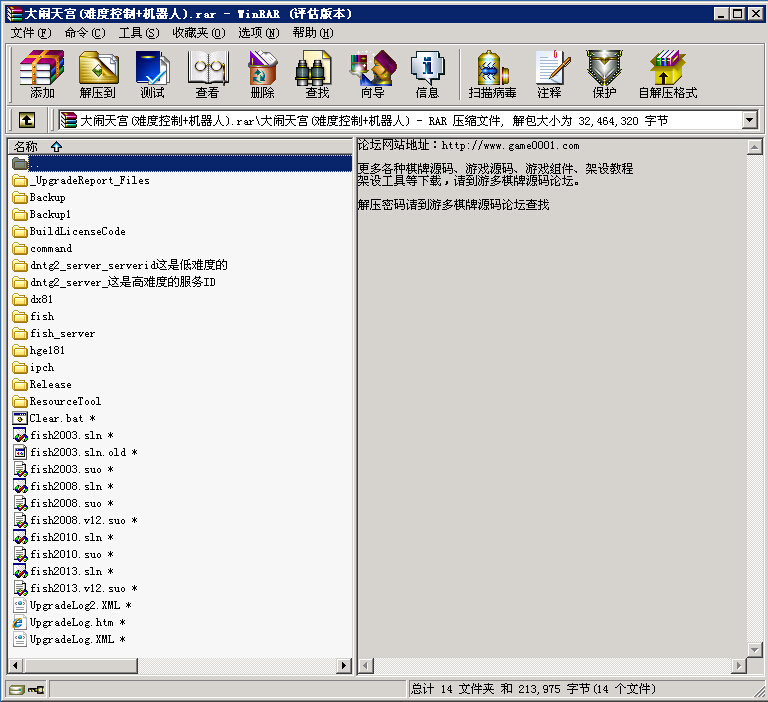 大闹天宫(难度控制+机器人).rar - WinRAR (评估版本)
文件(F) 命令(C) 工具(S) 收藏夹(O) 选项(N) 帮助(H)
添加 解压到 测试 查看 删除 查找 向导 信息 扫描病毒 注释 保护 自解压格式
大闹天宫(难度控制+机器人).rar\大闹天宫(难度控制+机器人) - RAR 压缩文件, 解包大小为 32,464,320 字节
名称
..
_UpgradeReport_Files
Backup
Backup1
BuildLicenseCode
command
dntg2_server_serverid这是低难度的
dntg2_server_这是高难度的服务ID
dx81
fish
fish_server
hge181
ipch
Release
ResourceTool
Clear.bat *
fish2003.sln *
fish2003.sln.old *
fish2003.suo *
fish2008.sln *
fish2008.suo *
fish2008.v12.suo *
fish2010.sln *
fish2010.suo *
fish2013.sln *
fish2013.v12.suo *
UpgradeLog2.XML *
UpgradeLog.htm *
UpgradeLog.XML *
论坛网站地址：http://www.game0001.com
更多各种棋牌源码、游戏源码、游戏组件、架设教程
架设工具等下载，请到游多棋牌源码论坛。
解压密码请到游多棋牌源码论坛查找
总计 14 文件夹 和 213,975 字节(14 个文件)